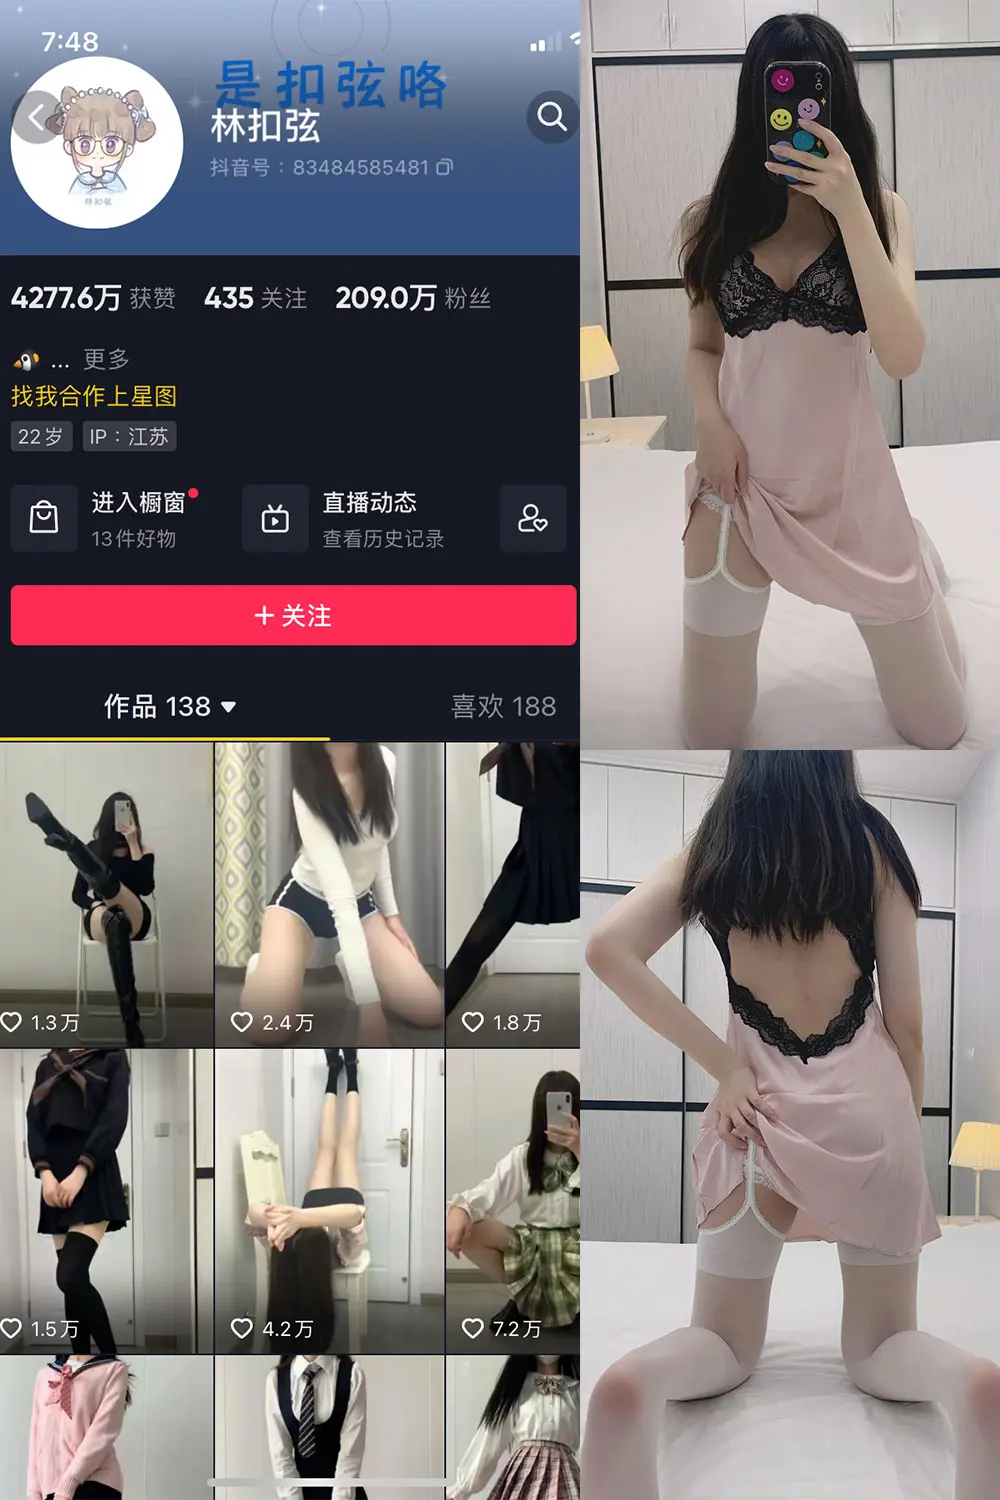 7:48
是扣弦咯
林扣弦
抖音号：83484585481
林扣弦
4277.6万 获赞 435 关注 209.0万 粉丝
... 更多
找我合作上星图
22岁 IP：江苏
进入橱窗 直播动态
13件好物 查看历史记录
+ 关注
作品 138 喜欢 188
1.3万 2.4万 1.8万
1.5万 4.2万 7.2万